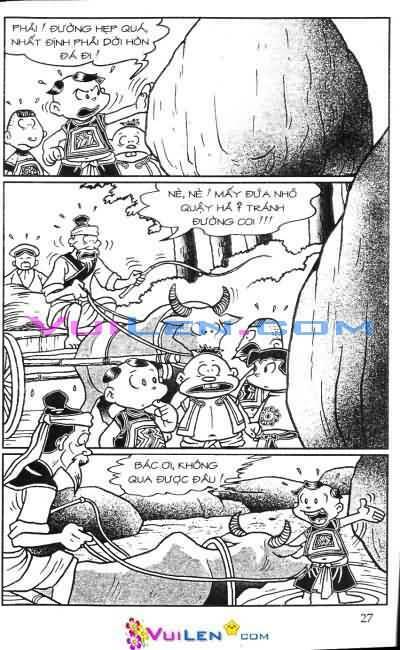 PHẢI! ĐƯỜNG HẸP QUÁ,
NHẤT ĐỊNH PHẢI DỜI HÒN
ĐÁ ĐI!
NÈ, NÈ! MẤY ĐỨA NHỎ
QUẬY HẢ? TRÁNH
ĐƯỜNG COI!!!
VUILEN.COM
BÁC ƠI, KHÔNG
QUA ĐƯỢC ĐÂU!
27
VUILEN.COM